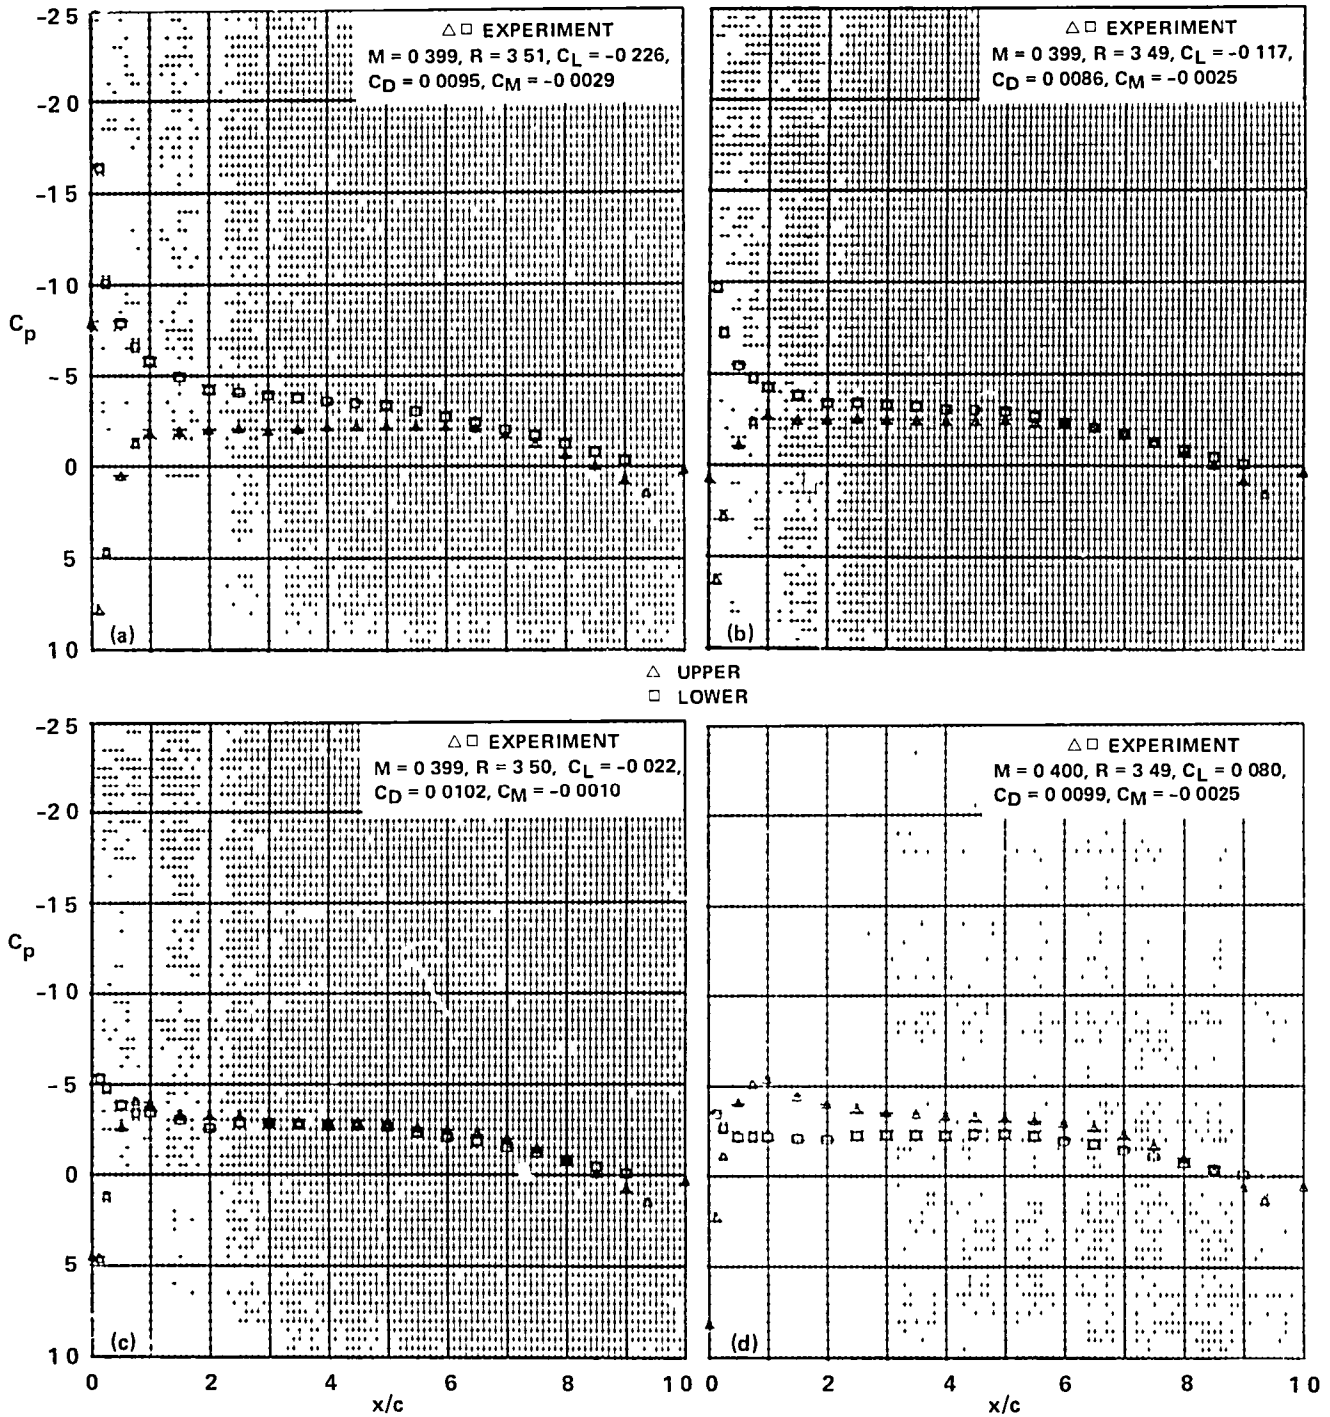 △ □ EXPERIMENT
M = 0 399, R = 3 51, CL = -0 226,
CD = 0 0095, CM = -0 0029
-2 5
-2 0
-1 5
-1 0
- 5
0
5
1 0
Cp
(a)
△ □ EXPERIMENT
M = 0 399, R = 3 49, CL = -0 117,
CD = 0 0086, CM = -0 0025
(b)
△ UPPER
□ LOWER
△ □ EXPERIMENT
M = 0 399, R = 3 50, CL = -0 022,
CD = 0 0102, CM = -0 0010
-2 5
-2 0
-1 5
-1 0
- 5
0
5
1 0
Cp
(c)
0 2 4 6 8 1 0
x/c
△ □ EXPERIMENT
M = 0 400, R = 3 49, CL = 0 080,
CD = 0 0099, CM = -0 0025
(d)
0 2 4 6 8 1 0
x/c